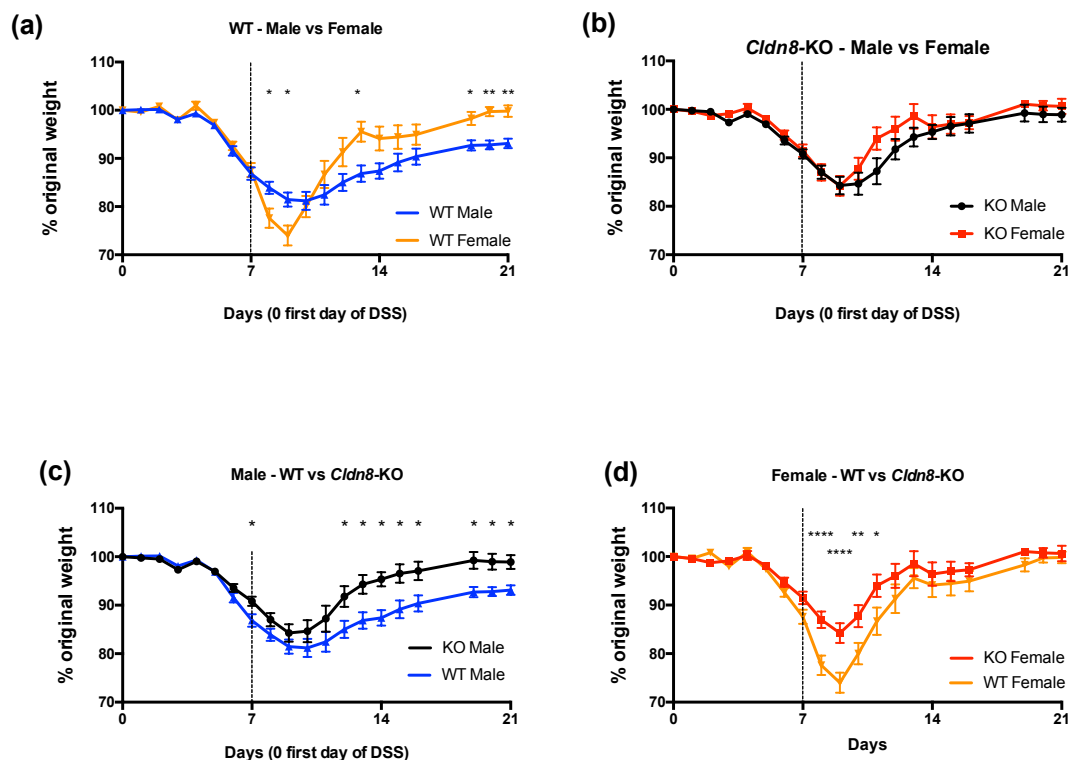 (a)
WT - Male vs Female
110
100
90
80
70
% original weight
* * * * ** **
WT Male
WT Female
0 7 14 21
Days (0 first day of DSS)
(b)
Cldn8-KO - Male vs Female
110
100
90
80
70
% original weight
KO Male
KO Female
0 7 14 21
Days (0 first day of DSS)
(c)
Male - WT vs Cldn8-KO
110
100
90
80
70
% original weight
* * * * * * * * *
KO Male
WT Male
0 7 14 21
Days (0 first day of DSS)
(d)
Female - WT vs Cldn8-KO
110
100
90
80
70
% original weight
**** ** *
****
KO Female
WT Female
0 7 14 21
Days